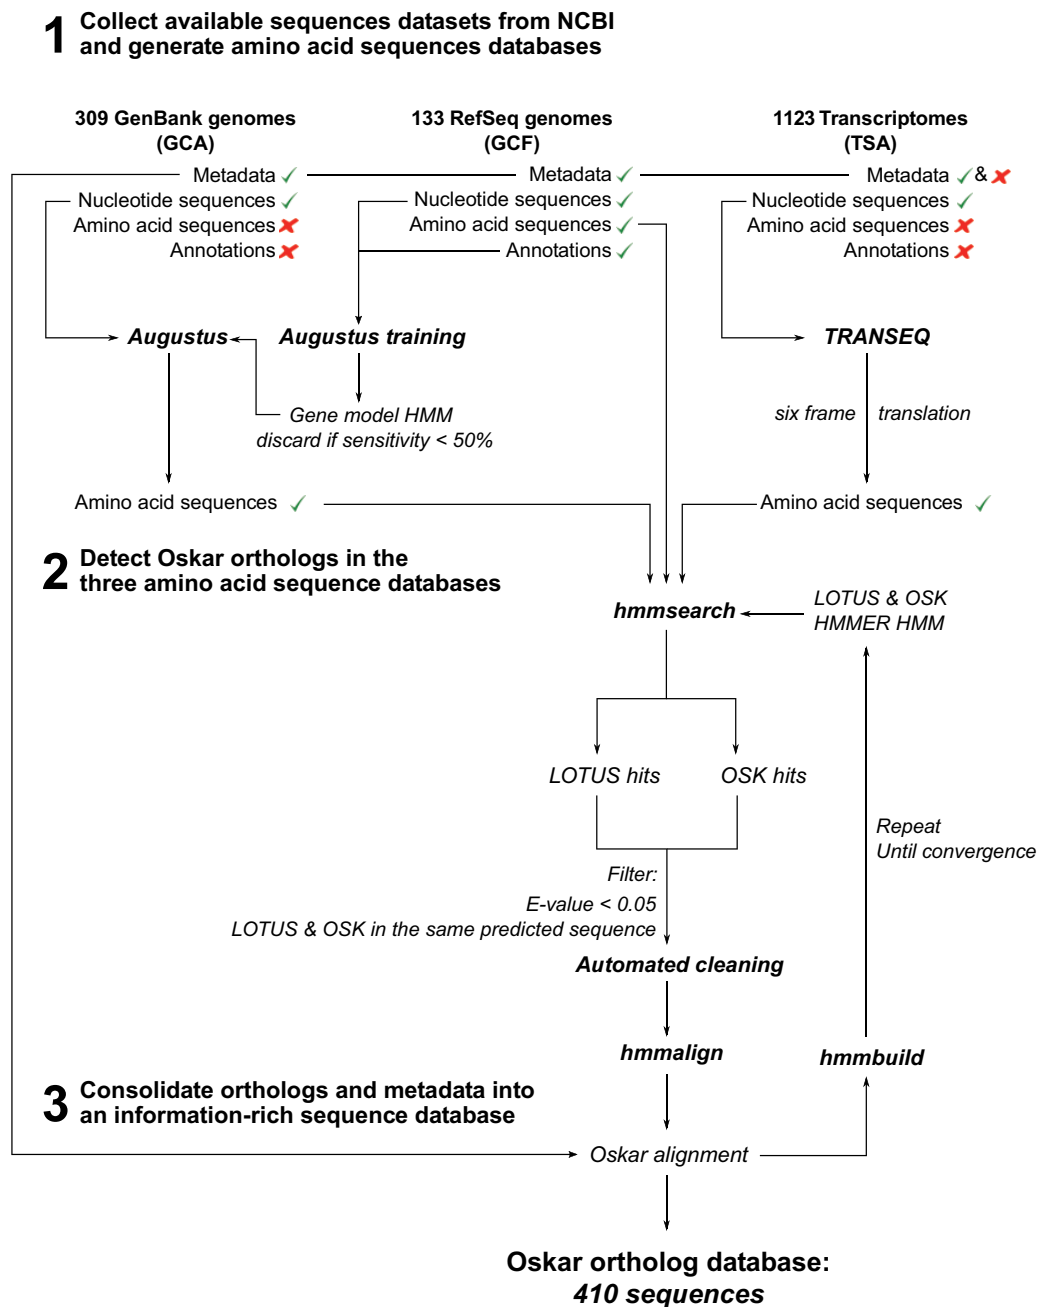 1 Collect available sequences datasets from NCBI
and generate amino acid sequences databases
309 GenBank genomes
(GCA)
Metadata
Nucleotide sequences
Amino acid sequences
Annotations
133 RefSeq genomes
(GCF)
Metadata
Nucleotide sequences
Amino acid sequences
Annotations
1123 Transcriptomes
(TSA)
Metadata &
Nucleotide sequences
Amino acid sequences
Annotations
Augustus
Augustus training
TRANSEQ
Gene model HMM
discard if sensitivity < 50%
six frame translation
Amino acid sequences
Amino acid sequences
2 Detect Oskar orthologs in the
three amino acid sequence databases
hmmsearch
LOTUS & OSK
HMMER HMM
LOTUS hits
OSK hits
Repeat
Until convergence
Filter:
E-value < 0.05
LOTUS & OSK in the same predicted sequence
Automated cleaning
hmmalign
hmmbuild
3 Consolidate orthologs and metadata into
an information-rich sequence database
Oskar alignment
Oskar ortholog database:
410 sequences